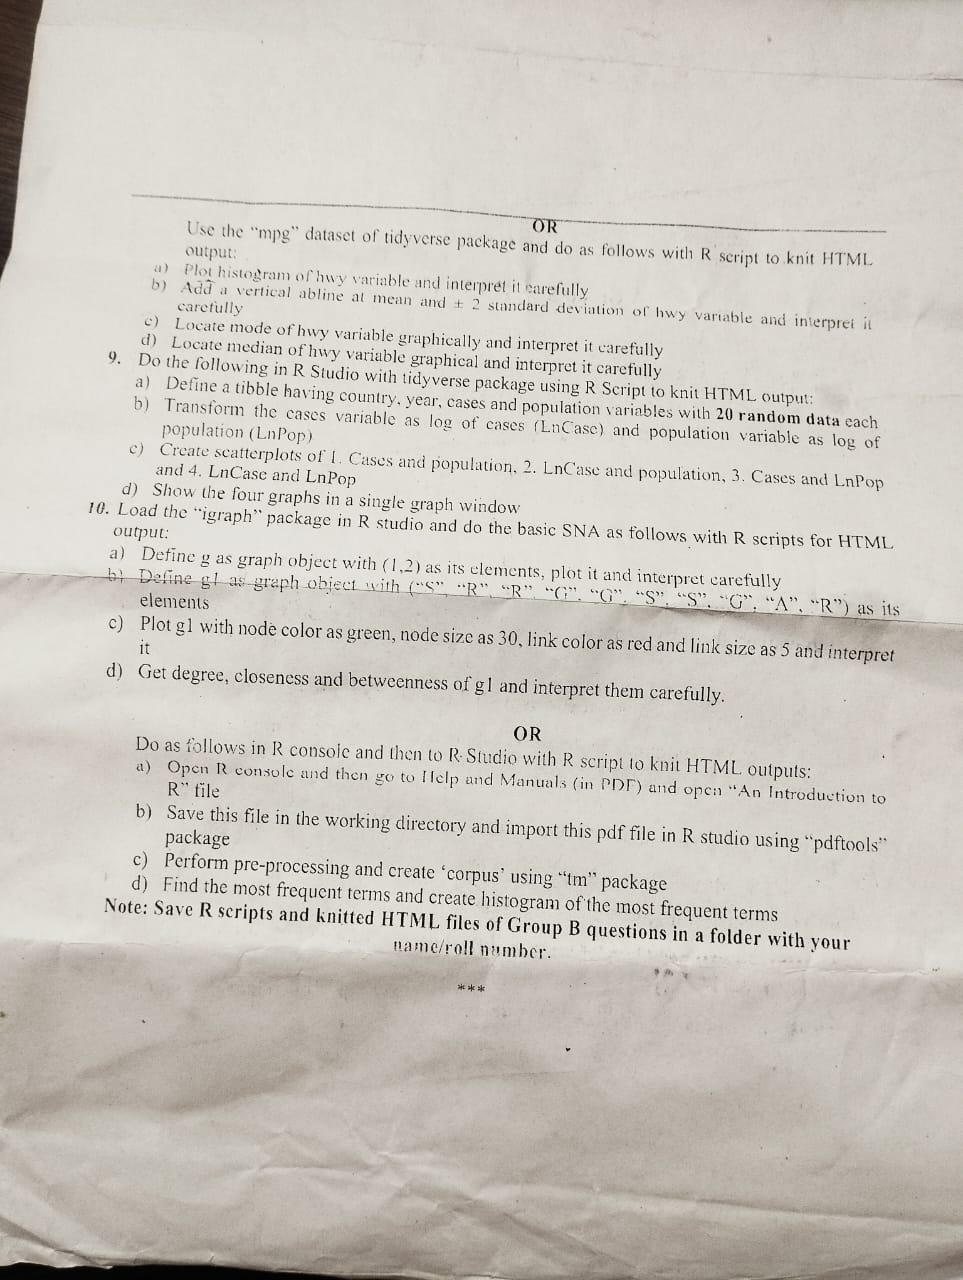 OR
Use the "mpg" dataset of tidyverse package and do as follows with R script to knit HTML
output:
a) Plot histogram of hwy variable and interpret it carefully
b) Add a vertical abline at mean and ± 2 standard deviation of hwy variable and interpret it
carefully
c) Locate mode of hwy variable graphically and interpret it carefully
d) Locate median of hwy variable graphical and interpret it carefully
9. Do the following in R Studio with tidyverse package using R Script to knit HTML output:
a) Define a tibble having country, year, cases and population variables with 20 random data each
b) Transform the cases variable as log of cases (LnCase) and population variable as log of
population (LnPop)
c) Create scatterplots of 1. Cases and population, 2. LnCase and population, 3. Cases and LnPop
and 4. LnCase and LnPop
d) Show the four graphs in a single graph window
10. Load the "igraph" package in R studio and do the basic SNA as follows with R scripts for HTML
output:
a) Define g as graph object with (1,2) as its elements, plot it and interpret carefully
b) Define g1 as graph object with ("S", "R", "R", "G", "G", "S", "S", "G", "A", "R") as its
elements
c) Plot g1 with node color as green, node size as 30, link color as red and link size as 5 and interpret
it
d) Get degree, closeness and betweenness of g1 and interpret them carefully.
OR
Do as follows in R console and then to R Studio with R script to knit HTML outputs:
a) Open R console and then go to Help and Manuals (in PDF) and open "An Introduction to
R" file
b) Save this file in the working directory and import this pdf file in R studio using "pdftools"
package
c) Perform pre-processing and create 'corpus' using "tm" package
d) Find the most frequent terms and create histogram of the most frequent terms
Note: Save R scripts and knitted HTML files of Group B questions in a folder with your
name/roll number.
***